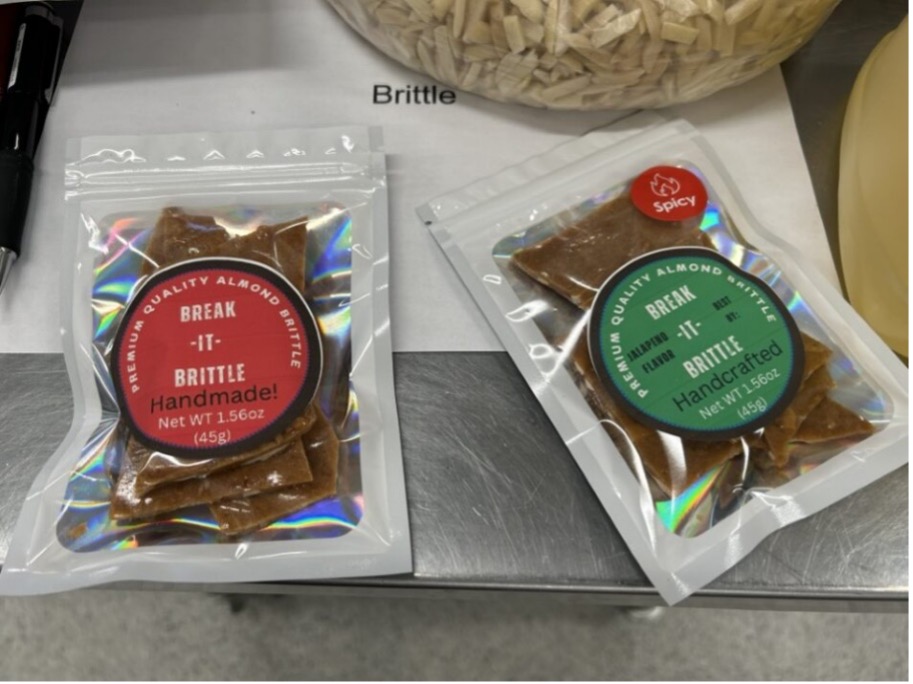 Brittle
PREMIUM QUALITY ALMOND BRITTLE
BREAK
-IT-
BRITTLE
Handmade!
Net WT 1.56oz
(45g)
Spicy
PREMIUM QUALITY ALMOND BRITTLE
BREAK
-IT-
BRITTLE
JALAPENO
FLAVOR
BEST
BY:
Handcrafted
Net WT 1.56oz
(45g)